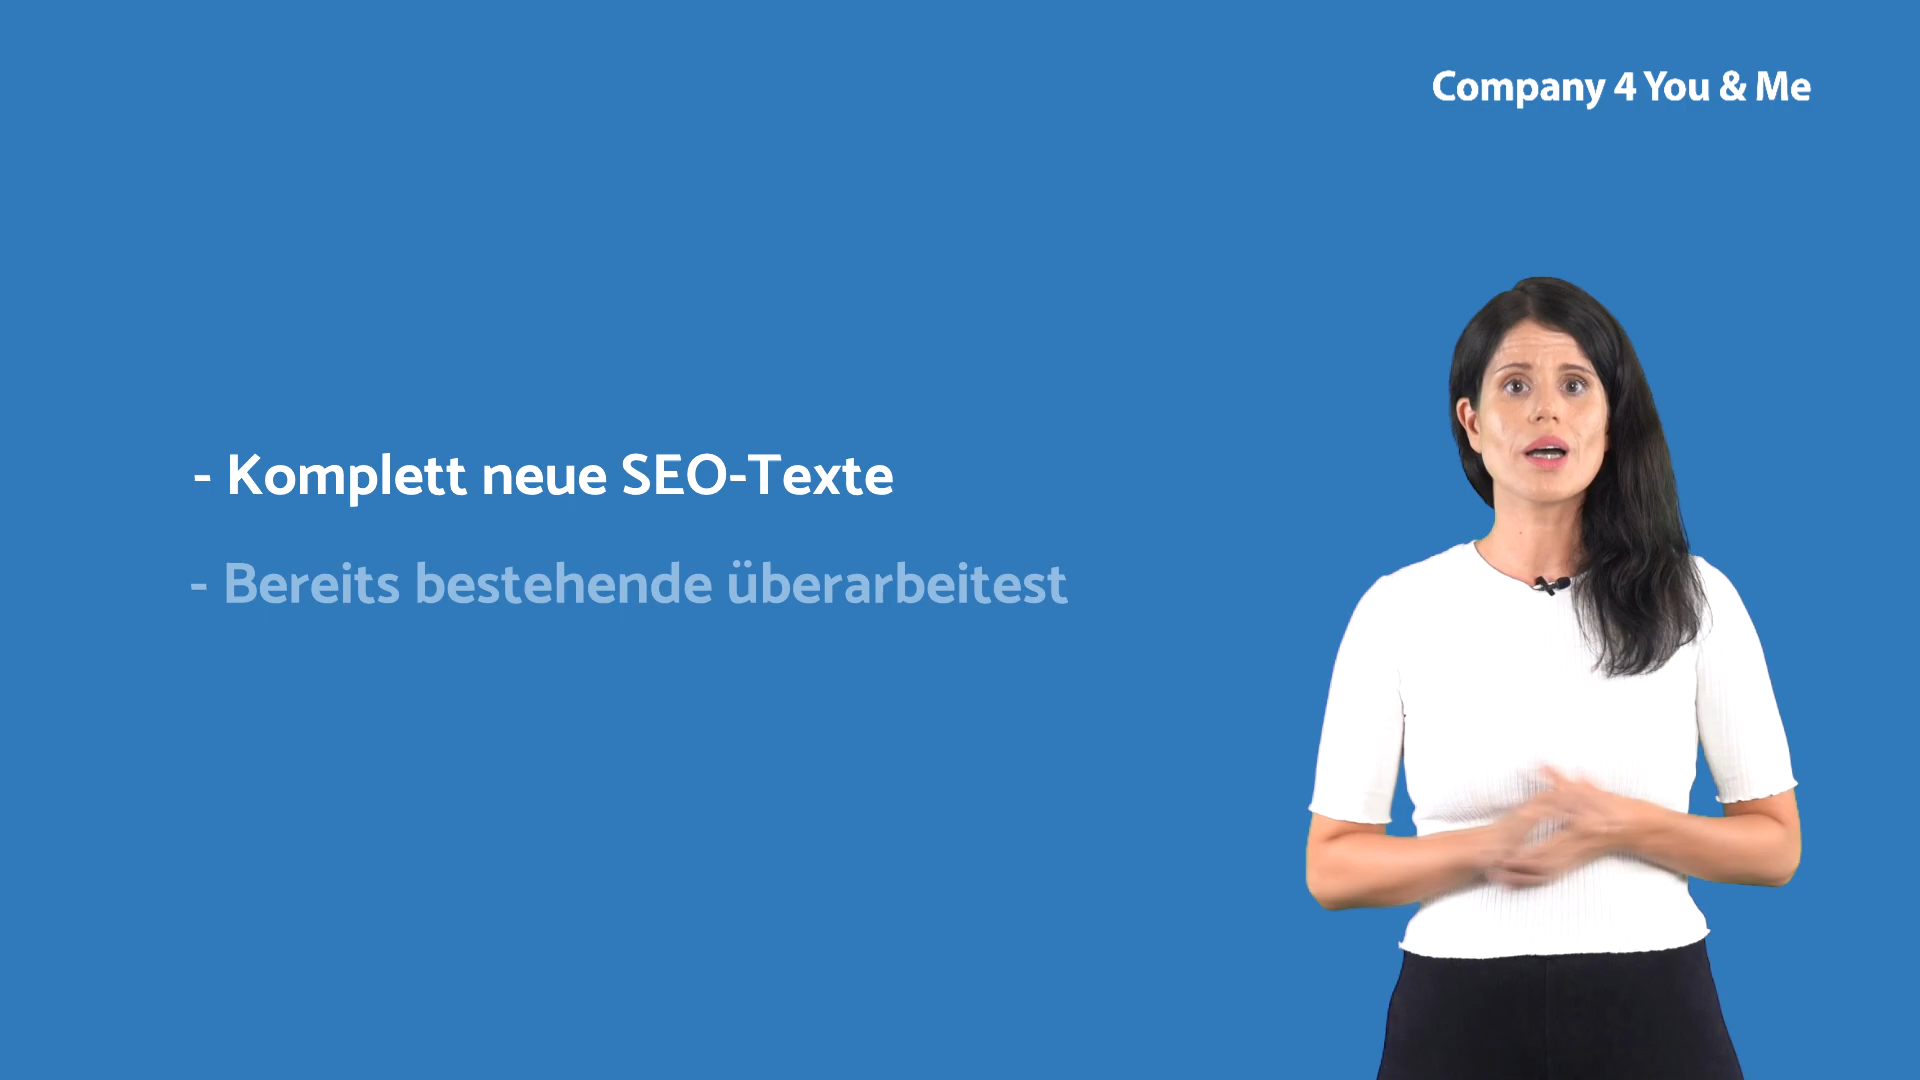 Company 4 You & Me
- Komplett neue SEO-Texte
- Bereits bestehende überarbeitest